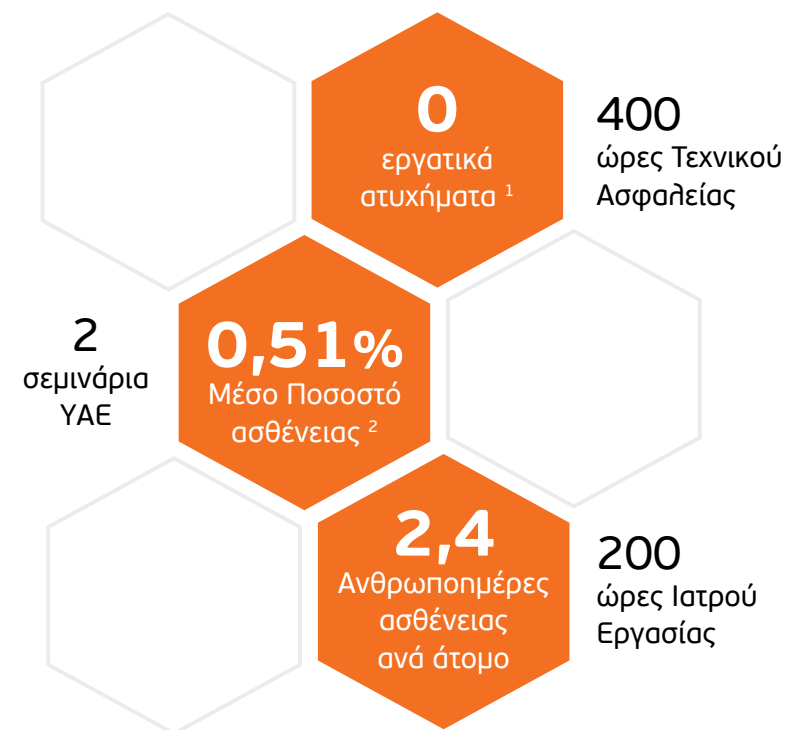 0
εργατικά
ατυχήματα ¹
400
ώρες Τεχνικού
Ασφαλείας
2
σεμινάρια
ΥΑΕ
0,51%
Μέσο Ποσοστό
ασθένειας ²
2,4
Ανθρωποημέρες
ασθένειας
ανά άτομο
200
ώρες Ιατρού
Εργασίας